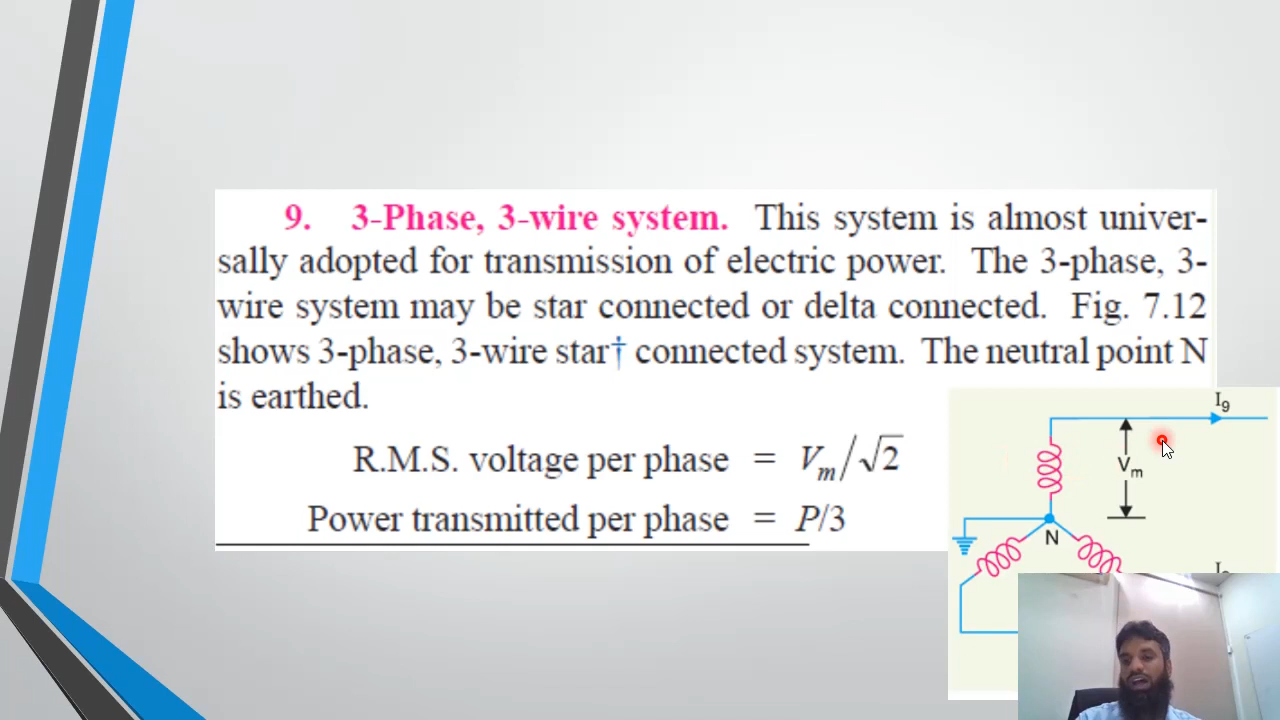 9. 3-Phase, 3-wire system. This system is almost univer-
sally adopted for transmission of electric power. The 3-phase, 3-
wire system may be star connected or delta connected. Fig. 7.12
shows 3-phase, 3-wire star† connected system. The neutral point N
is earthed.
I9
R.M.S. voltage per phase = Vm/√2
Vm
Power transmitted per phase = P/3
N